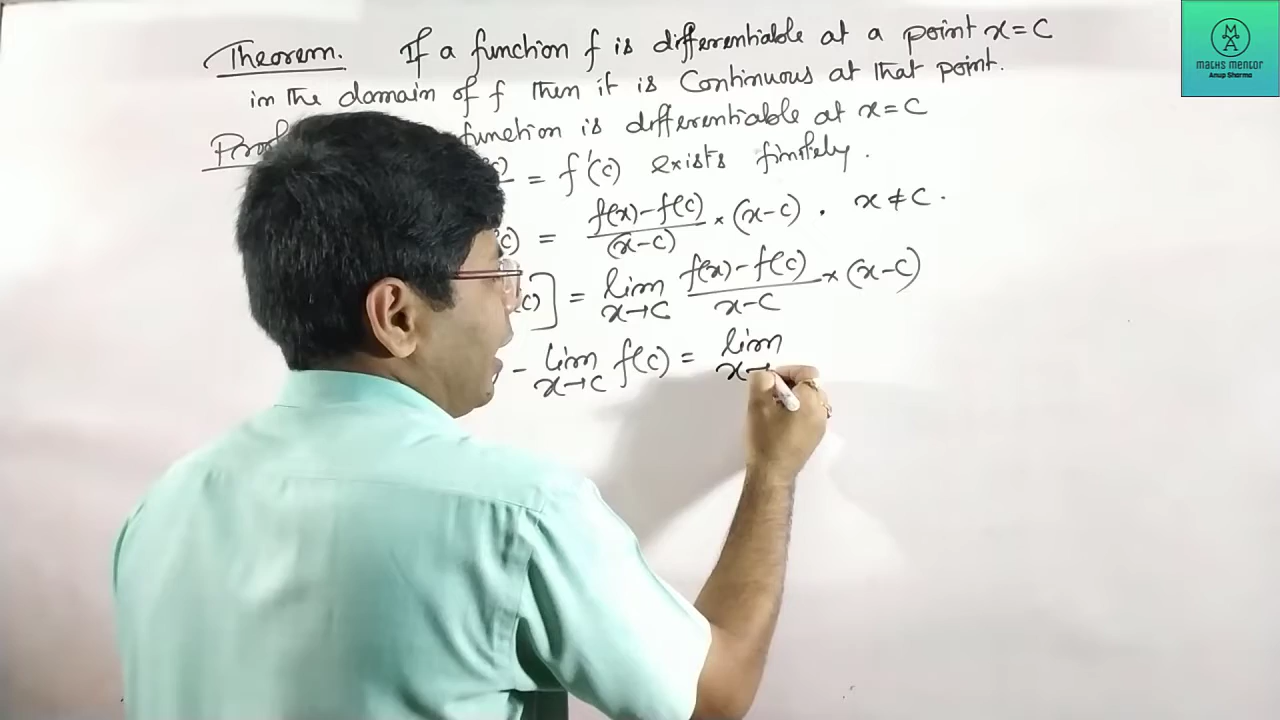 Theorem. If a function f is differentiable at a point x = c
in the domain of f then it is Continuous at that point.
Proof function is differentiable at x = c
= f'(c) exists finitely.
= f(x) - f(c) / (x-c) × (x-c) . x ≠ c .
(c) ] = lim x→c f(x) - f(c) / x-c × (x-c)
- lim x→c f(c) = lim x→
MATHS MENTOR
Anup Sharma